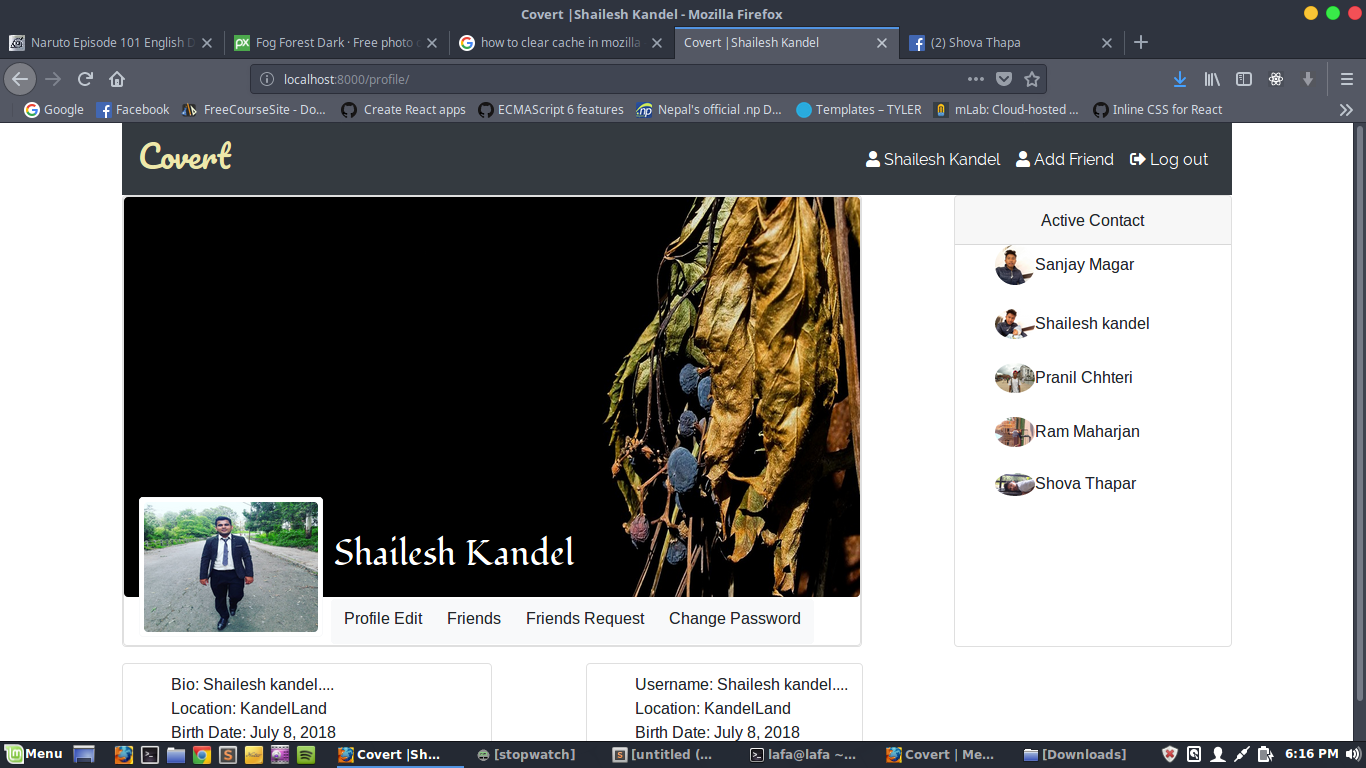 Covert |Shailesh Kandel - Mozilla Firefox
Naruto Episode 101 English D
Fog Forest Dark · Free photo o
how to clear cache in mozilla
Covert |Shailesh Kandel
(2) Shova Thapa
localhost:8000/profile/
Google
Facebook
FreeCourseSite - Do...
Create React apps
ECMAScript 6 features
Nepal's official .np D...
Templates – TYLER
mLab: Cloud-hosted ...
Inline CSS for React
Covert
Shailesh Kandel
Add Friend
Log out
Active Contact
Sanjay Magar
Shailesh kandel
Pranil Chhteri
Ram Maharjan
Shova Thapar
Shailesh Kandel
Profile Edit
Friends
Friends Request
Change Password
Bio: Shailesh kandel....
Location: KandelLand
Birth Date: July 8, 2018
Username: Shailesh kandel....
Location: KandelLand
Birth Date: July 8, 2018
Menu
Covert |Sh...
[stopwatch]
[untitled (...
lafa@lafa ~...
Covert | Me...
[Downloads]
6:16 PM